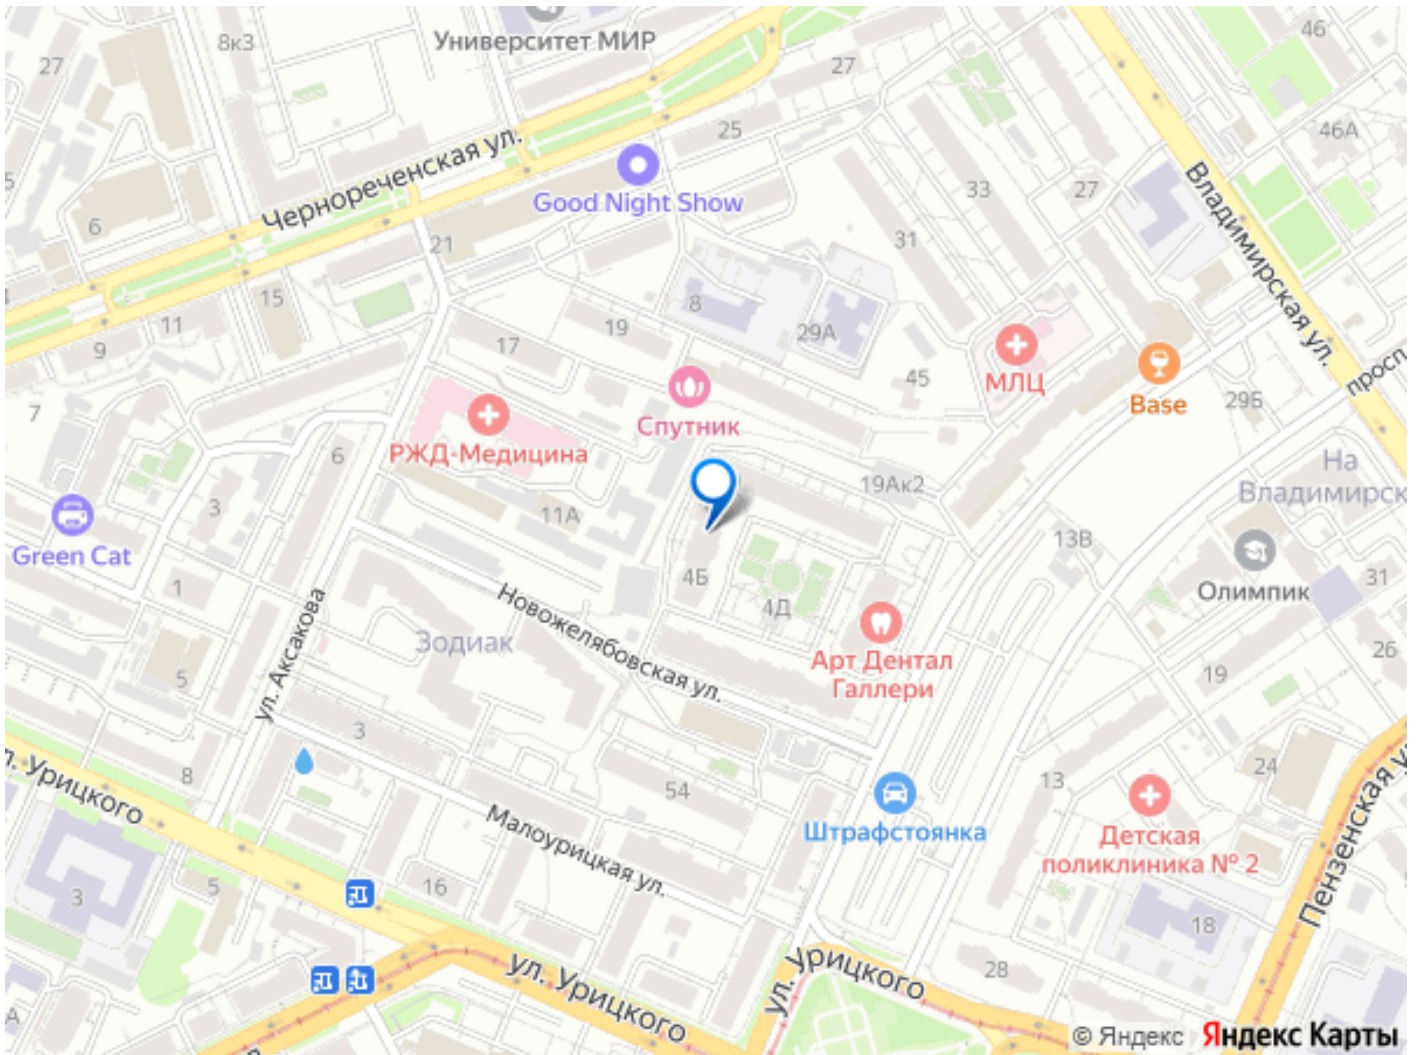 8к3
Университет МИР
46
27
27
46А
25
Чернореченская ул.
Good Night Show
33
27
Владимирская ул.
6
21
31
15
8
11
19
29А
9
17
45
МЛЦ
просп.
7
Спутник
Base
29Б
6
РЖД-Медицина
19Ак2
На
Владимирск
3
11А
13В
Green Cat
4Б
Олимпик
31
1
Новожелябовская ул.
4Д
ул. Аксакова
Зодиак
Арт Дентал
Галлери
26
5
19
3
л. Урицкого
8
54
13
24
Штрафстоянка
Малоурицкая ул.
Детская
поликлиника № 2
Пензенская у
3
5
16
18
ул. Урицкого
ул. Урицкого
28
А
© Яндекс Яндекс Карты